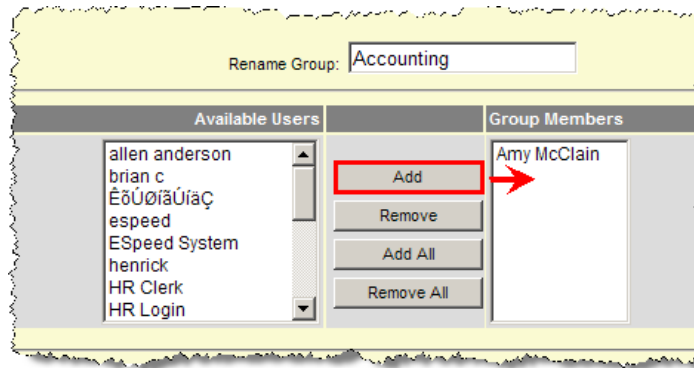 Rename Group: Accounting
Available Users Group Members
allen anderson
brian c
ÊõÚØíãÚíäÇ
espeed
ESpeed System
henrick
HR Clerk
HR Login
Add
Remove
Add All
Remove All
Amy McClain